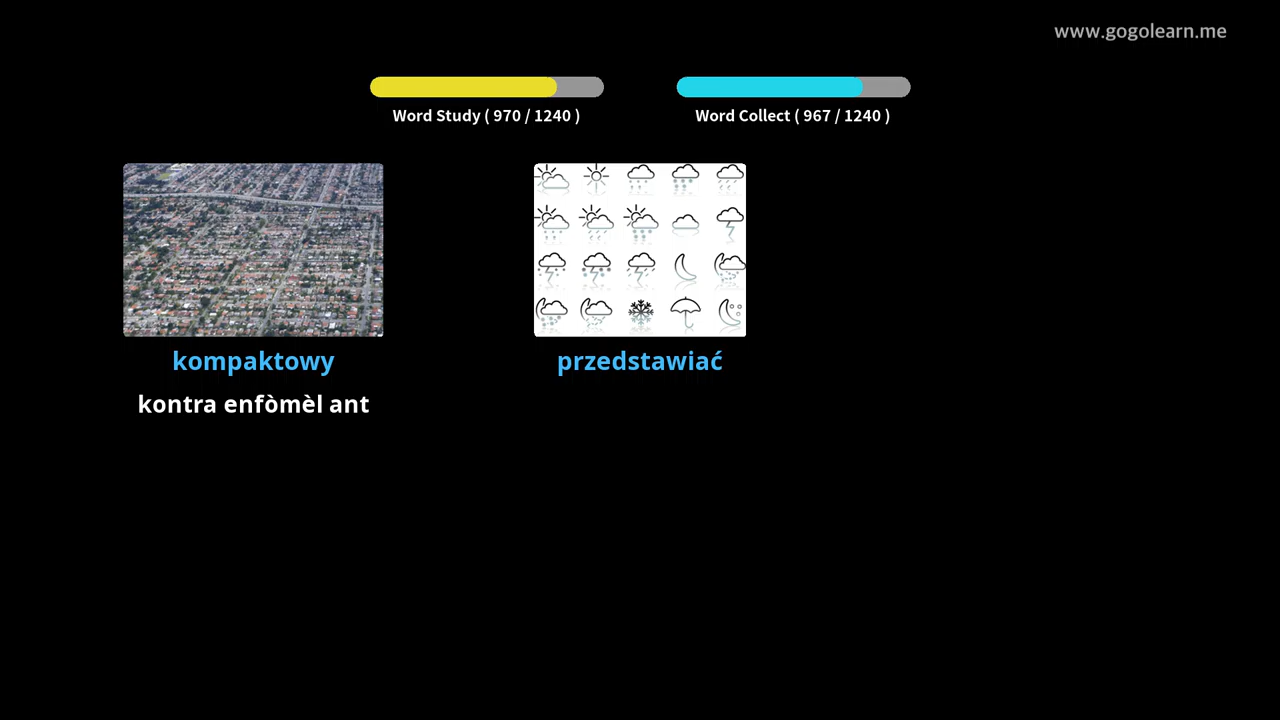 www.gogolearn.me
Word Study ( 970 / 1240 )
Word Collect ( 967 / 1240 )
kompaktowy
przedstawiać
kontra enfòmèl ant